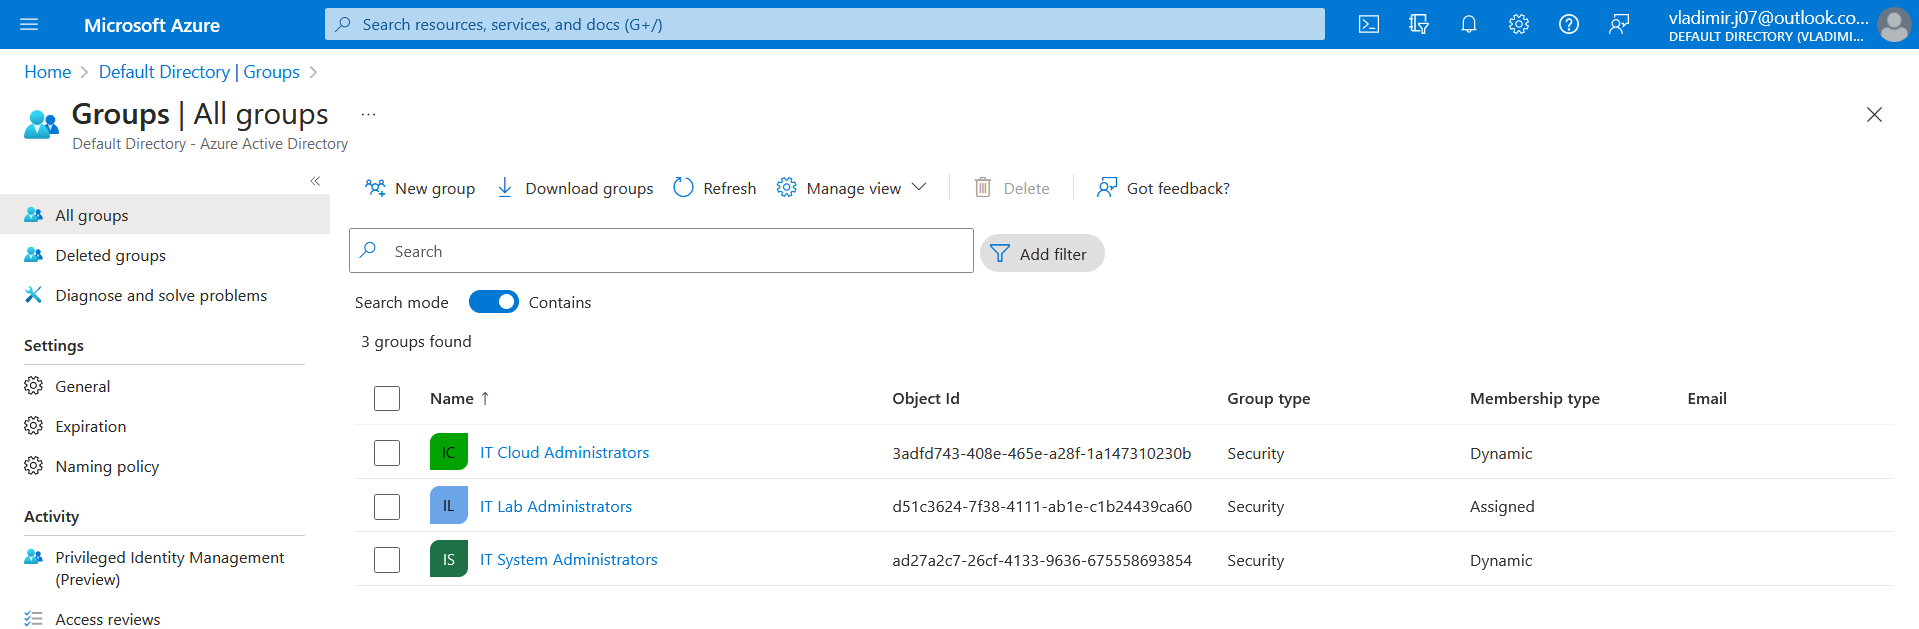 Microsoft Azure
Search resources, services, and docs (G+/)
vladimir.j07@outlook.co...
DEFAULT DIRECTORY (VLADIMI...
Home > Default Directory | Groups >
Groups | All groups ...
Default Directory - Azure Active Directory
«
All groups
Deleted groups
Diagnose and solve problems
Settings
General
Expiration
Naming policy
Activity
Privileged Identity Management
(Preview)
Access reviews
New group Download groups Refresh Manage view Delete Got feedback?
Search
Add filter
Search mode Contains
3 groups found
Name ↑ Object Id Group type Membership type Email
IC IT Cloud Administrators 3adfd743-408e-465e-a28f-1a147310230b Security Dynamic
IL IT Lab Administrators d51c3624-7f38-4111-ab1e-c1b24439ca60 Security Assigned
IS IT System Administrators ad27a2c7-26cf-4133-9636-675558693854 Security Dynamic